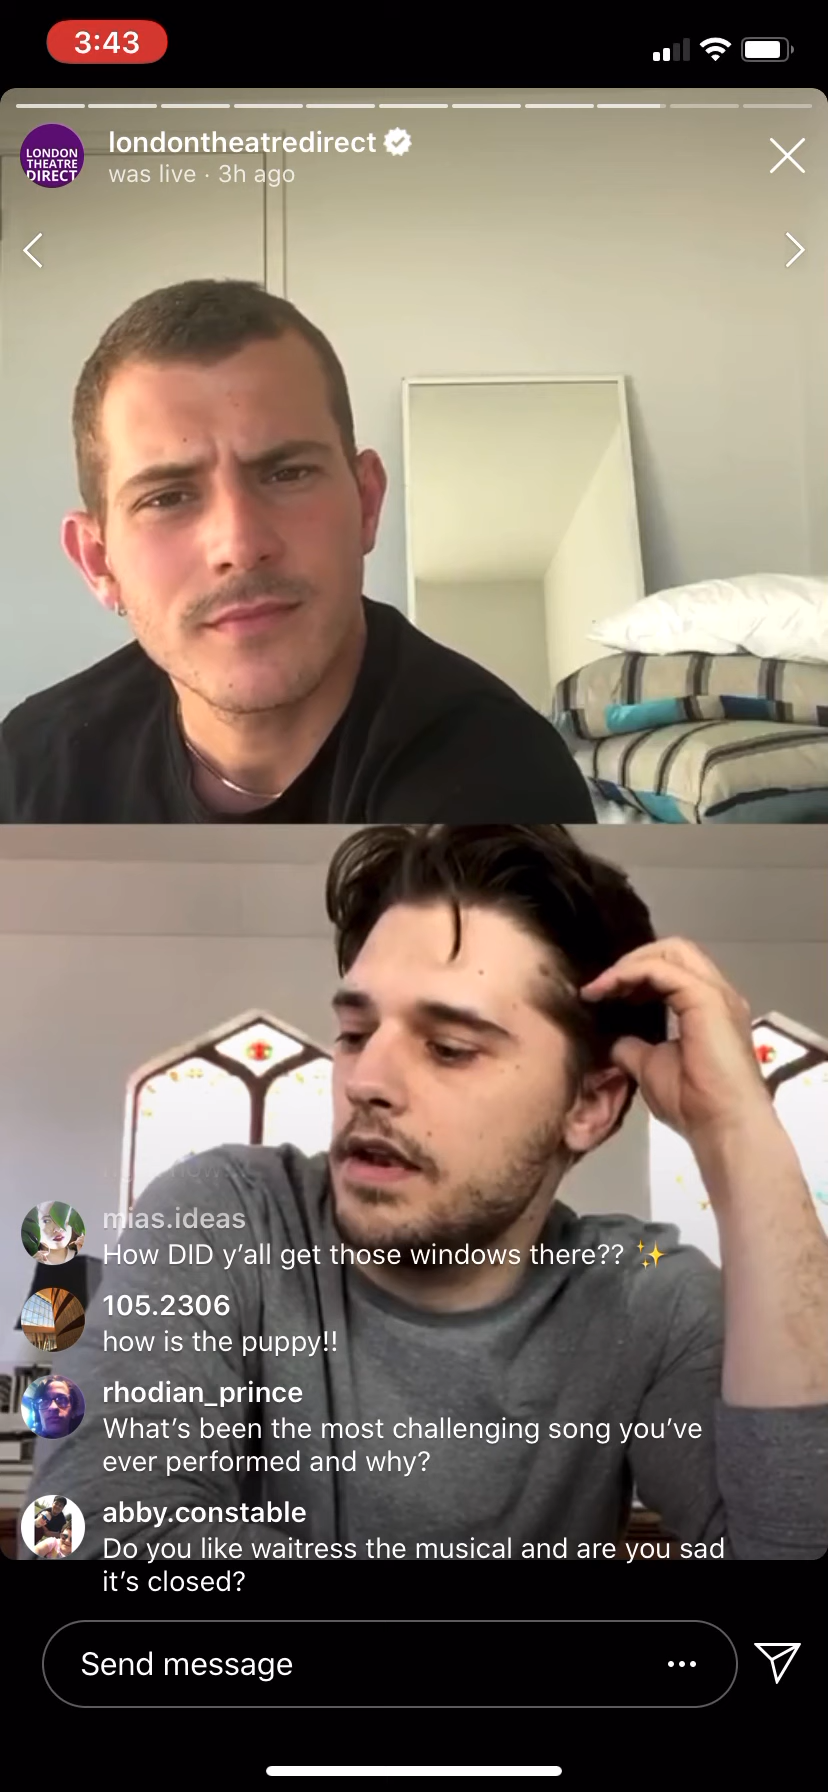 3:43
LONDON
THEATRE
DIRECT
londontheatredirect
was live · 3h ago
mias.ideas
How DID y’all get those windows there?? ✨
105.2306
how is the puppy!!
rhodian_prince
What’s been the most challenging song you’ve
ever performed and why?
abby.constable
Do you like waitress the musical and are you sad
it’s closed?
Send message